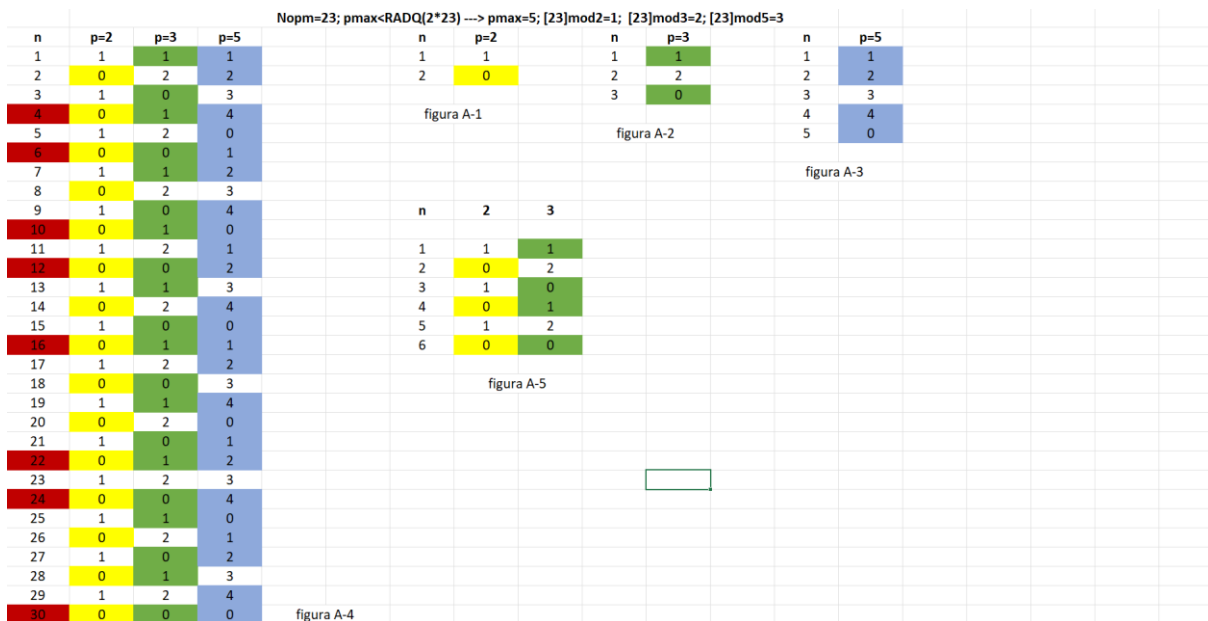 Nopm=23; pmax<RADQ(2*23) ---> pmax=5; [23]mod2=1; [23]mod3=2; [23]mod5=3
n p=2 p=3 p=5 n p=2 n p=3 n p=5
1 1 1 1 1 1 1 1 1 1
2 0 2 2 2 0 2 2 2 2
3 1 0 3 3 0 3 3
4 0 1 4 figura A-1 4 4
5 1 2 0 figura A-2 5 0
6 0 0 1
7 1 1 2 figura A-3
8 0 2 3
9 1 0 4 n 2 3
10 0 1 0
11 1 2 1 1 1 1
12 0 0 2 2 0 2
13 1 1 3 3 1 0
14 0 2 4 4 0 1
15 1 0 0 5 1 2
16 0 1 1 6 0 0
17 1 2 2
18 0 0 3 figura A-5
19 1 1 4
20 0 2 0
21 1 0 1
22 0 1 2
23 1 2 3
24 0 0 4
25 1 1 0
26 0 2 1
27 1 0 2
28 0 1 3
29 1 2 4
30 0 0 0 figura A-4